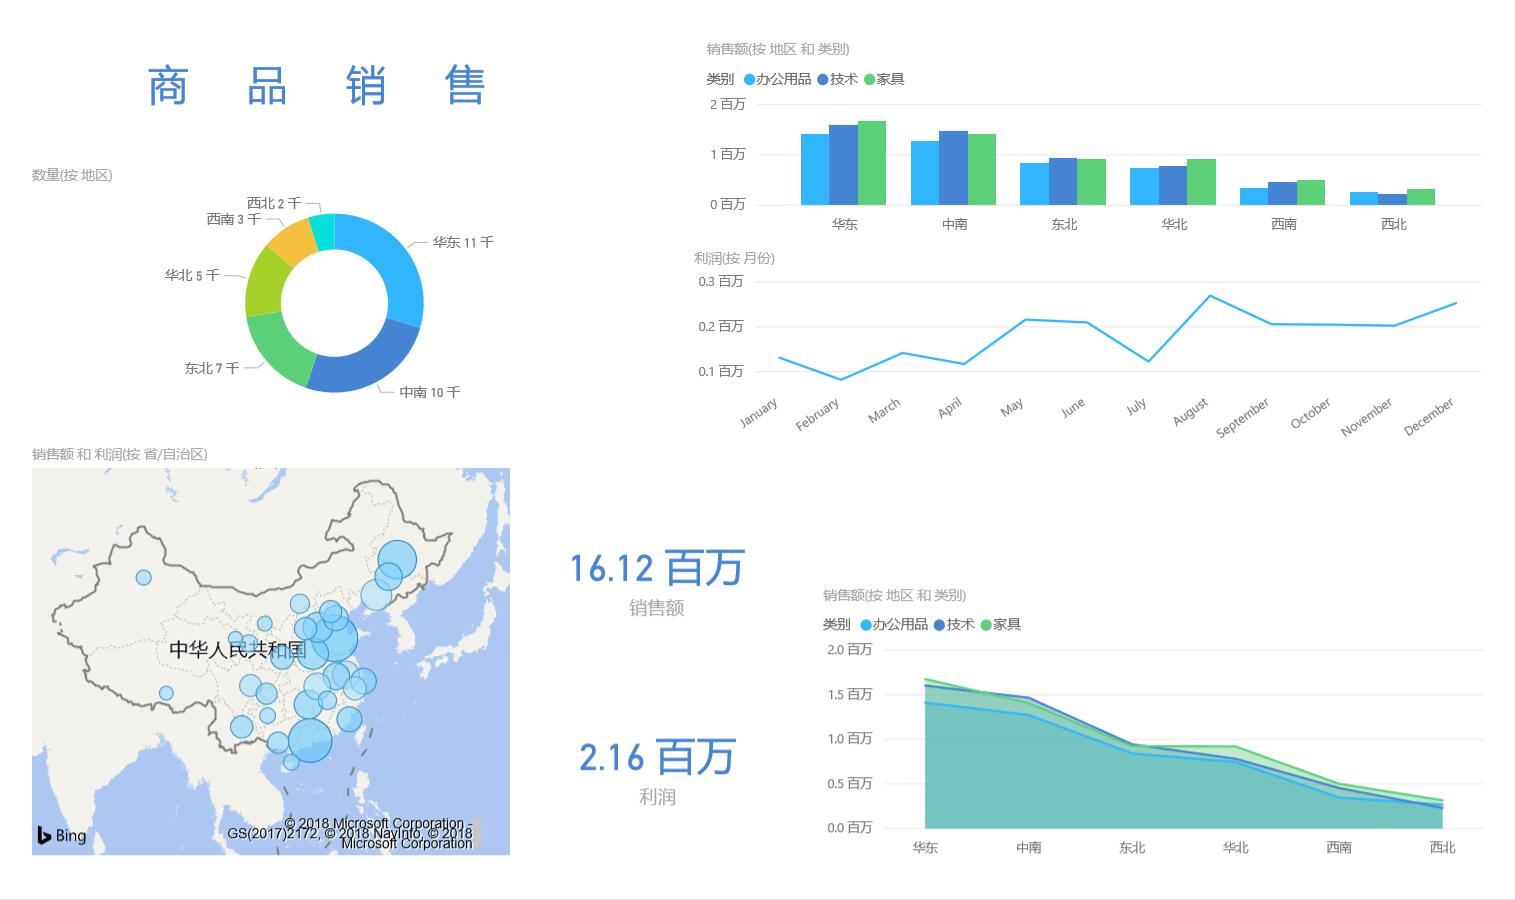 商 品 销 售
数量(按 地区)
西北 2 千
西南 3 千
华东 11 千
华北 5 千
东北 7 千
中南 10 千
销售额(按 地区 和 类别)
类别 办公用品 技术 家具
2 百万
1 百万
0 百万
华东 中南 东北 华北 西南 西北
利润(按 月份)
0.3 百万
0.2 百万
0.1 百万
January February March April May June July August September October November December
销售额 和 利润(按 省/自治区)
中华人民共和国
Bing
© 2018 Microsoft Corporation -
GS(2017)2172, © 2018 NavInfo, © 2018
Microsoft Corporation
16.12 百万
销售额
2.16 百万
利润
销售额(按 地区 和 类别)
类别 办公用品 技术 家具
2.0 百万
1.5 百万
1.0 百万
0.5 百万
0.0 百万
华东 中南 东北 华北 西南 西北